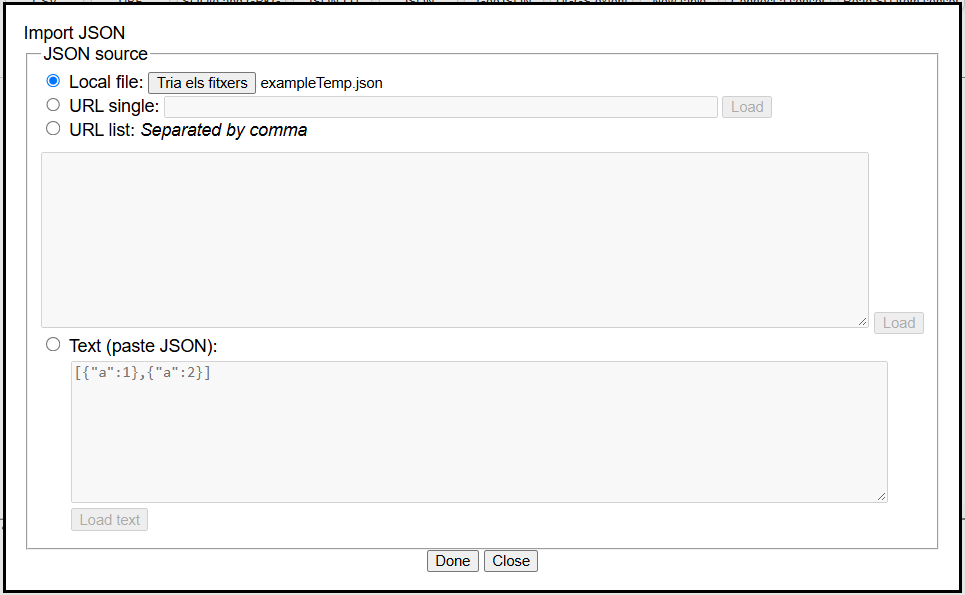 Import JSON
JSON source
Local file: Tria els fitxers exampleTemp.json
URL single: Load
URL list: Separated by comma
Load
Text (paste JSON):
[{"a":1},{"a":2}]
Load text
Done Close